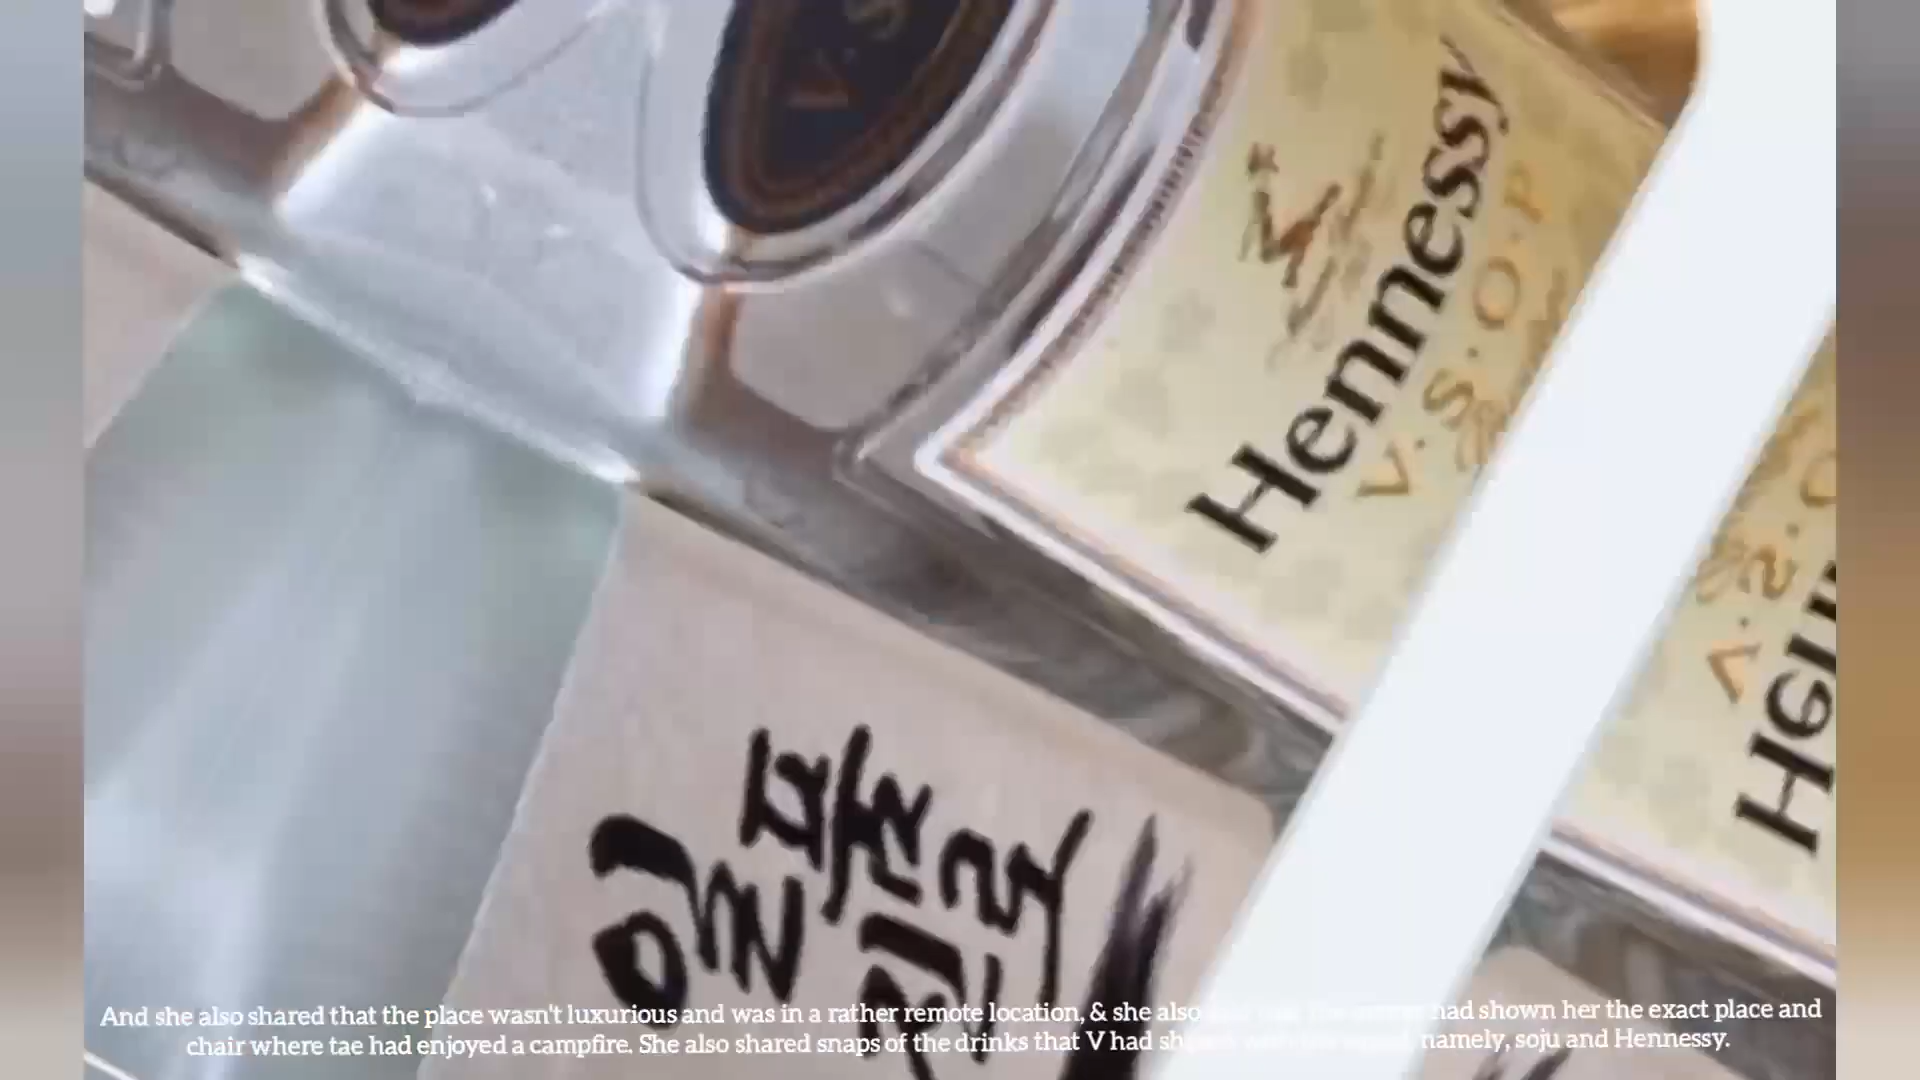 Hennessy
V.S.O.P
일품
진로
And she also shared that the place wasn't luxurious and was in a rather remote location, & she also had shown her the exact place and
chair where tae had enjoyed a campfire. She also shared snaps of the drinks that V had namely, soju and Hennessy.